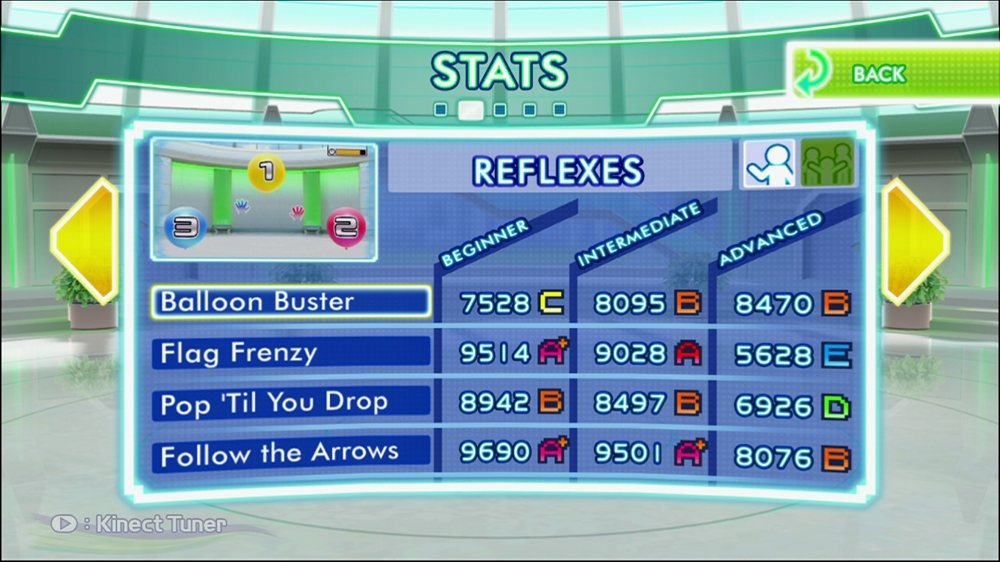 STATS
BACK
1
3
2
REFLEXES
BEGINNER INTERMEDIATE ADVANCED
Balloon Buster 7528 C 8095 B 8470 B
Flag Frenzy 9514 A+ 9028 A 5628 E
Pop 'Til You Drop 8942 B 8497 B 6926 D
Follow the Arrows 9690 A+ 9501 A+ 8076 B
: Kinect Tuner